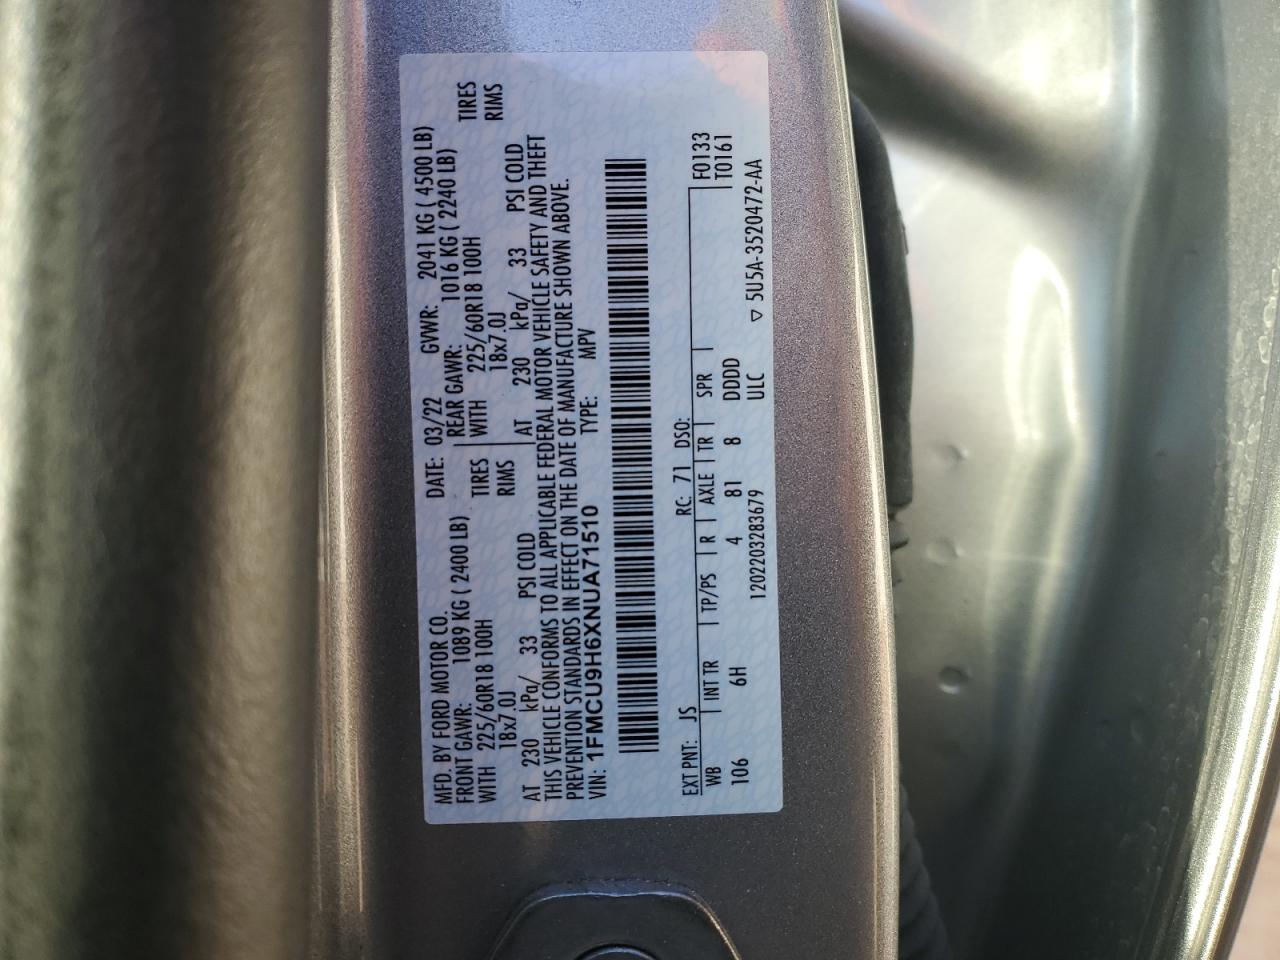 MFD. BY FORD MOTOR CO.
DATE: 03/22 GVWR: 2041 KG ( 4500 LB)
FRONT GAWR: 1089 KG ( 2400 LB)
REAR GAWR: 1016 KG ( 2240 LB)
WITH 225/60R18 100H TIRES
WITH 225/60R18 100H TIRES
18x7.0J RIMS
18x7.0J RIMS
AT 230 kPa/ 33 PSI COLD
AT 230 kPa/ 33 PSI COLD
THIS VEHICLE CONFORMS TO ALL APPLICABLE FEDERAL MOTOR VEHICLE SAFETY AND THEFT
PREVENTION STANDARDS IN EFFECT ON THE DATE OF MANUFACTURE SHOWN ABOVE.
VIN: 1FMCU9H6XNUA71510 TYPE: MPV
EXT PNT: JS RC: 71 DSO: F0133
WB INT TR TP/PS R AXLE TR SPR T0161
106 6H 4 81 8 DDDD
1202203283679 ULC ▽ 5U5A-3520472-AA